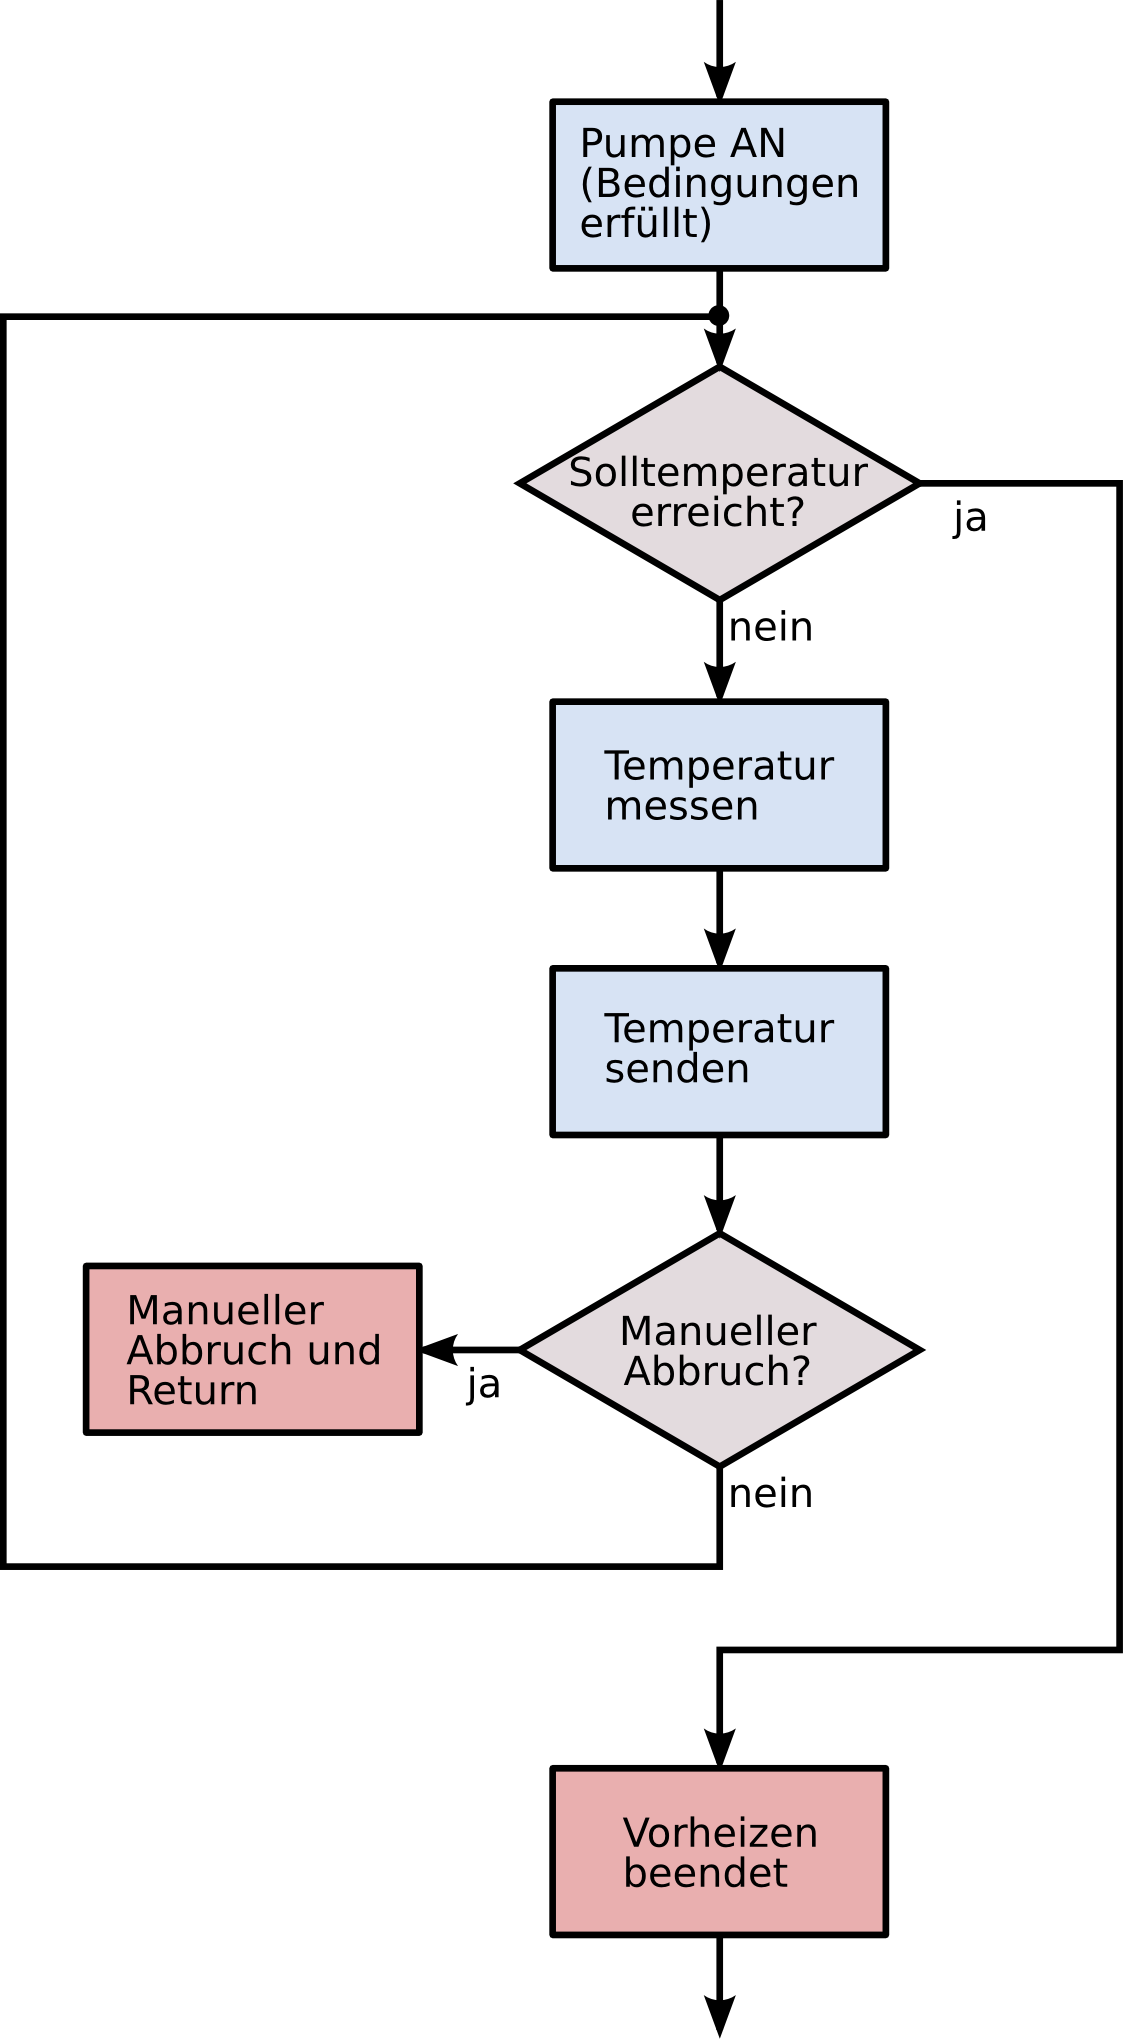 Pumpe AN
(Bedingungen
erfüllt)
Solltemperatur
erreicht?
ja
nein
Temperatur
messen
Temperatur
senden
Manueller
Abbruch?
Manueller
Abbruch und
Return
ja
nein
Vorheizen
beendet